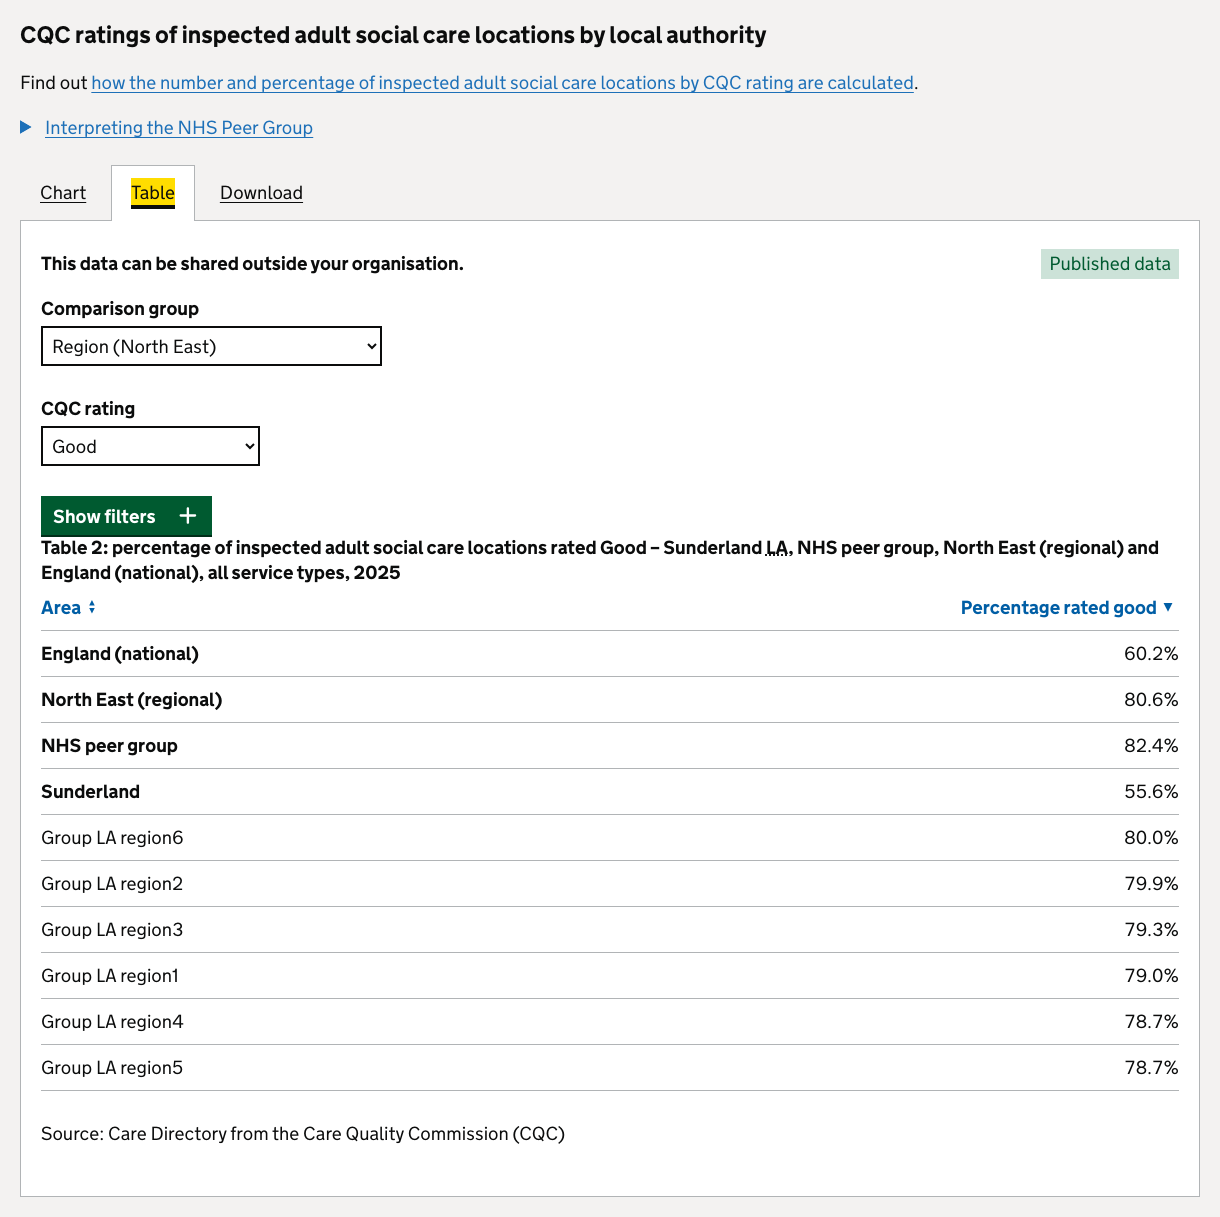 CQC ratings of inspected adult social care locations by local authority
Find out how the number and percentage of inspected adult social care locations by CQC rating are calculated.
Interpreting the NHS Peer Group
Chart
Table
Download
This data can be shared outside your organisation.
Published data
Comparison group
Region (North East)
CQC rating
Good
Show filters
Table 2: percentage of inspected adult social care locations rated Good – Sunderland LA, NHS peer group, North East (regional) and
England (national), all service types, 2025
Area Percentage rated good
England (national) 60.2%
North East (regional) 80.6%
NHS peer group 82.4%
Sunderland 55.6%
Group LA region6 80.0%
Group LA region2 79.9%
Group LA region3 79.3%
Group LA region1 79.0%
Group LA region4 78.7%
Group LA region5 78.7%
Source: Care Directory from the Care Quality Commission (CQC)